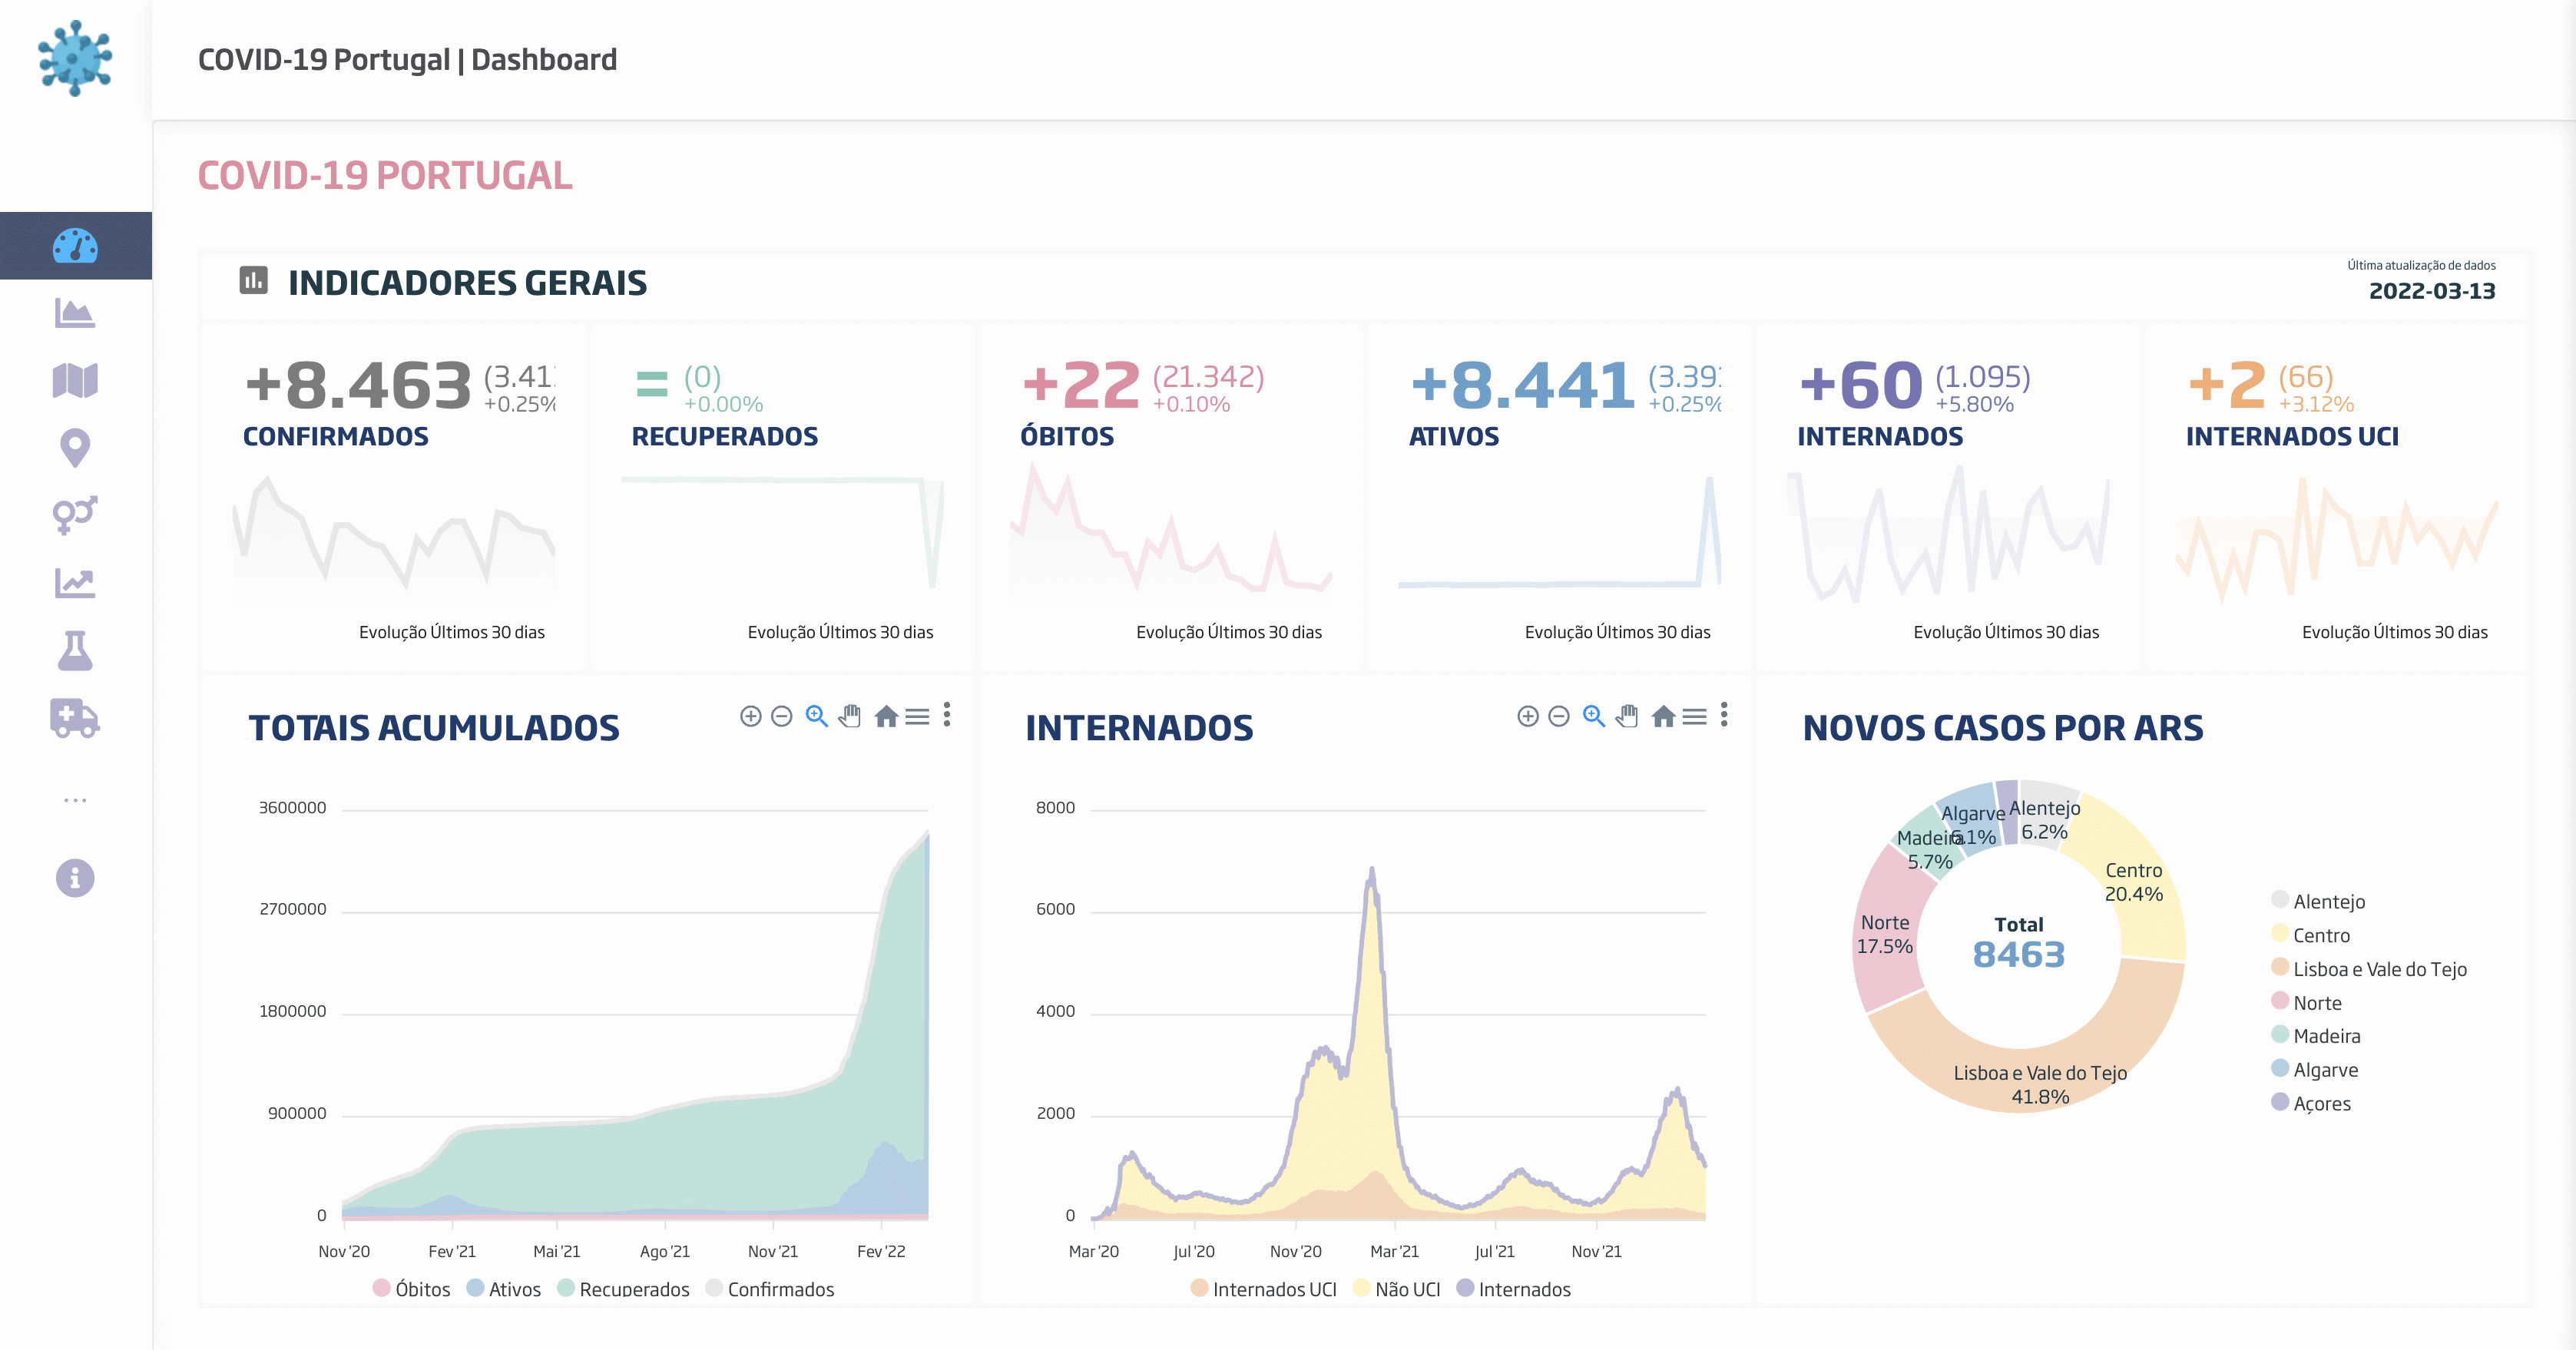 COVID-19 Portugal | Dashboard
COVID-19 PORTUGAL
INDICADORES GERAIS
Última atualização de dados
2022-03-13
+8.463 (3.41
+0.25%
CONFIRMADOS
Evolução Últimos 30 dias
= (0)
+0.00%
RECUPERADOS
Evolução Últimos 30 dias
+22 (21.342)
+0.10%
ÓBITOS
Evolução Últimos 30 dias
+8.441 (3.39
+0.25%
ATIVOS
Evolução Últimos 30 dias
+60 (1.095)
+5.80%
INTERNADOS
Evolução Últimos 30 dias
+2 (66)
+3.12%
INTERNADOS UCI
Evolução Últimos 30 dias
TOTAIS ACUMULADOS
3600000
2700000
1800000
900000
0
Nov '20 Fev '21 Mai '21 Ago '21 Nov '21 Fev '22
Óbitos Ativos Recuperados Confirmados
INTERNADOS
8000
6000
4000
2000
0
Mar '20 Jul '20 Nov '20 Mar '21 Jul '21 Nov '21
Internados UCI Não UCI Internados
NOVOS CASOS POR ARS
Alentejo
6.2%
Algarve
6.1%
Madeira
5.7%
Centro
20.4%
Norte
17.5%
Total
8463
Lisboa e Vale do Tejo
41.8%
Alentejo
Centro
Lisboa e Vale do Tejo
Norte
Madeira
Algarve
Açores